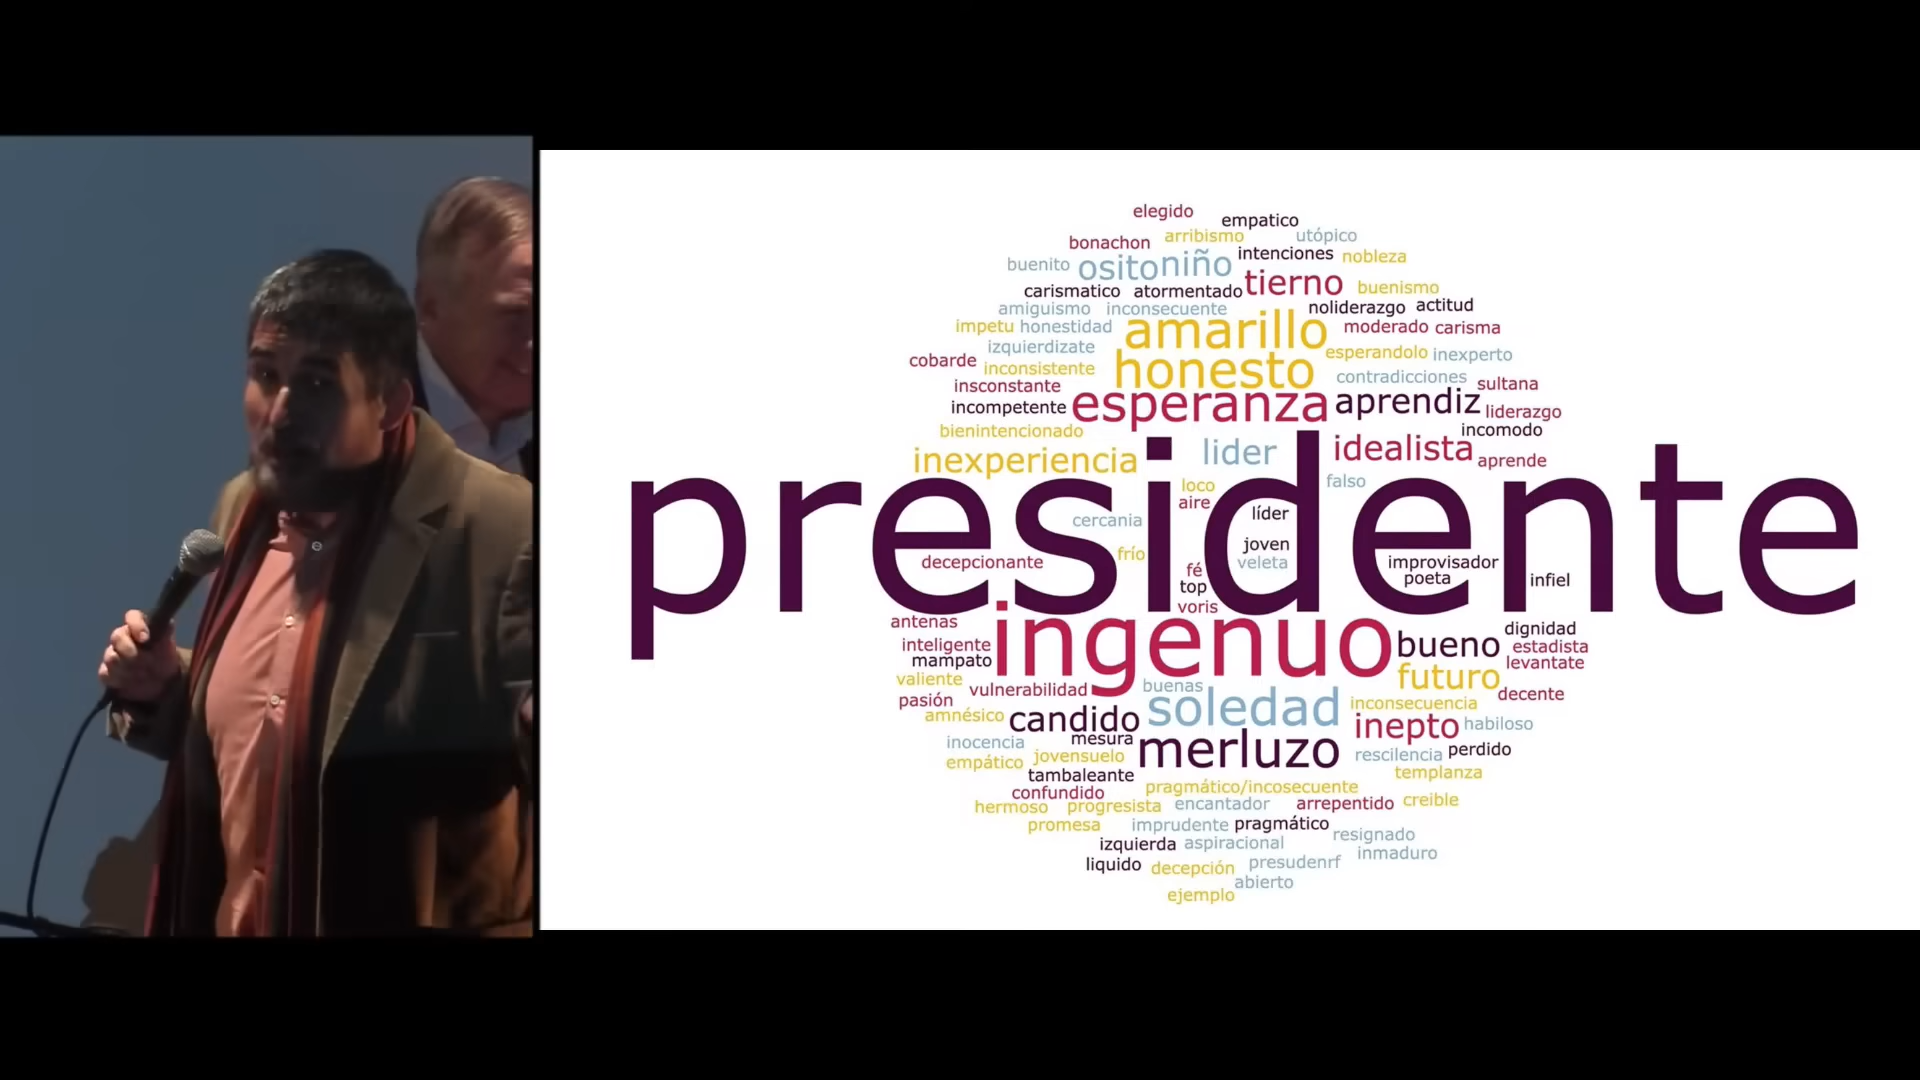 elegido
empatico
arribismo
utópico
bonachon
intenciones
nobleza
buenito
osito
niño
tierno
carismatico
atormentado
buenismo
amiguismo
inconsecuente
noliderazgo
actitud
impetu
honestidad
amarillo
moderado
carisma
izquierdizate
cobarde
inconsistente
honesto
esperandolo
inexperto
insconstante
contradicciones
sultana
incompetente
esperanza
aprendiz
liderazgo
bienintencionado
incomodo
inexperiencia
lider
idealista
aprende
loco
falso
aire
presidente
cercania
líder
frío
joven
decepcionante
veleta
improvisador
fé
poeta
top
infiel
voris
antenas
ingenuo
bueno
dignidad
inteligente
estadista
mampato
levantate
valiente
futuro
pasión
vulnerabilidad
buenas
decente
amnésico
candido
soledad
inconsecuencia
inepto
habiloso
inocencia
mesura
merluzo
rescilencia
perdido
empático
jovensuelo
tambaleante
templanza
confundido
pragmático/incosecuente
hermoso
progresista
encantador
arrepentido
creible
promesa
imprudente
pragmático
resignado
izquierda
aspiracional
inmaduro
liquido
decepción
presudenrf
abierto
ejemplo